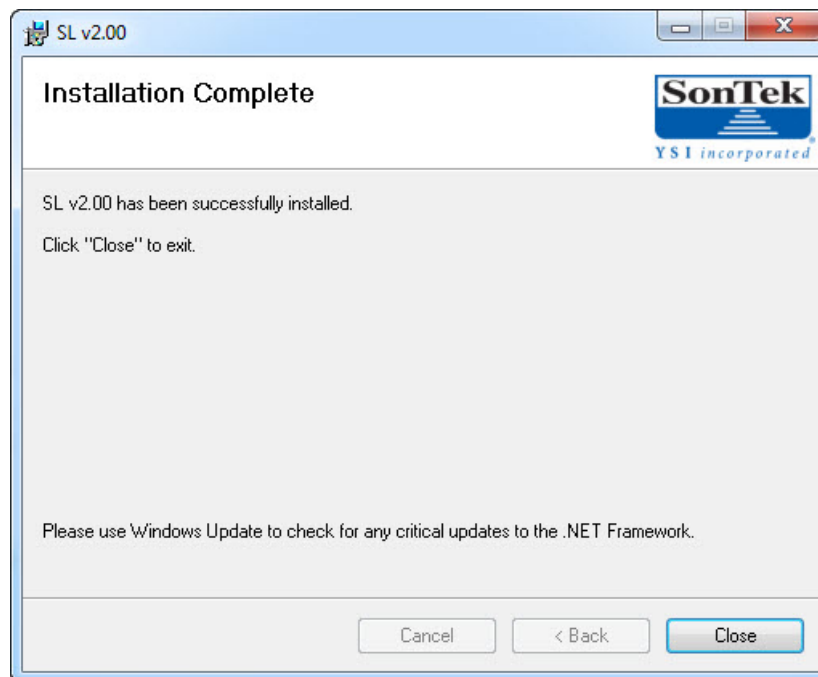 SL v2.00
Installation Complete
SonTek
YSI incorporated
SL v2.00 has been successfully installed.
Click "Close" to exit.
Please use Windows Update to check for any critical updates to the .NET Framework.
Cancel
< Back
Close